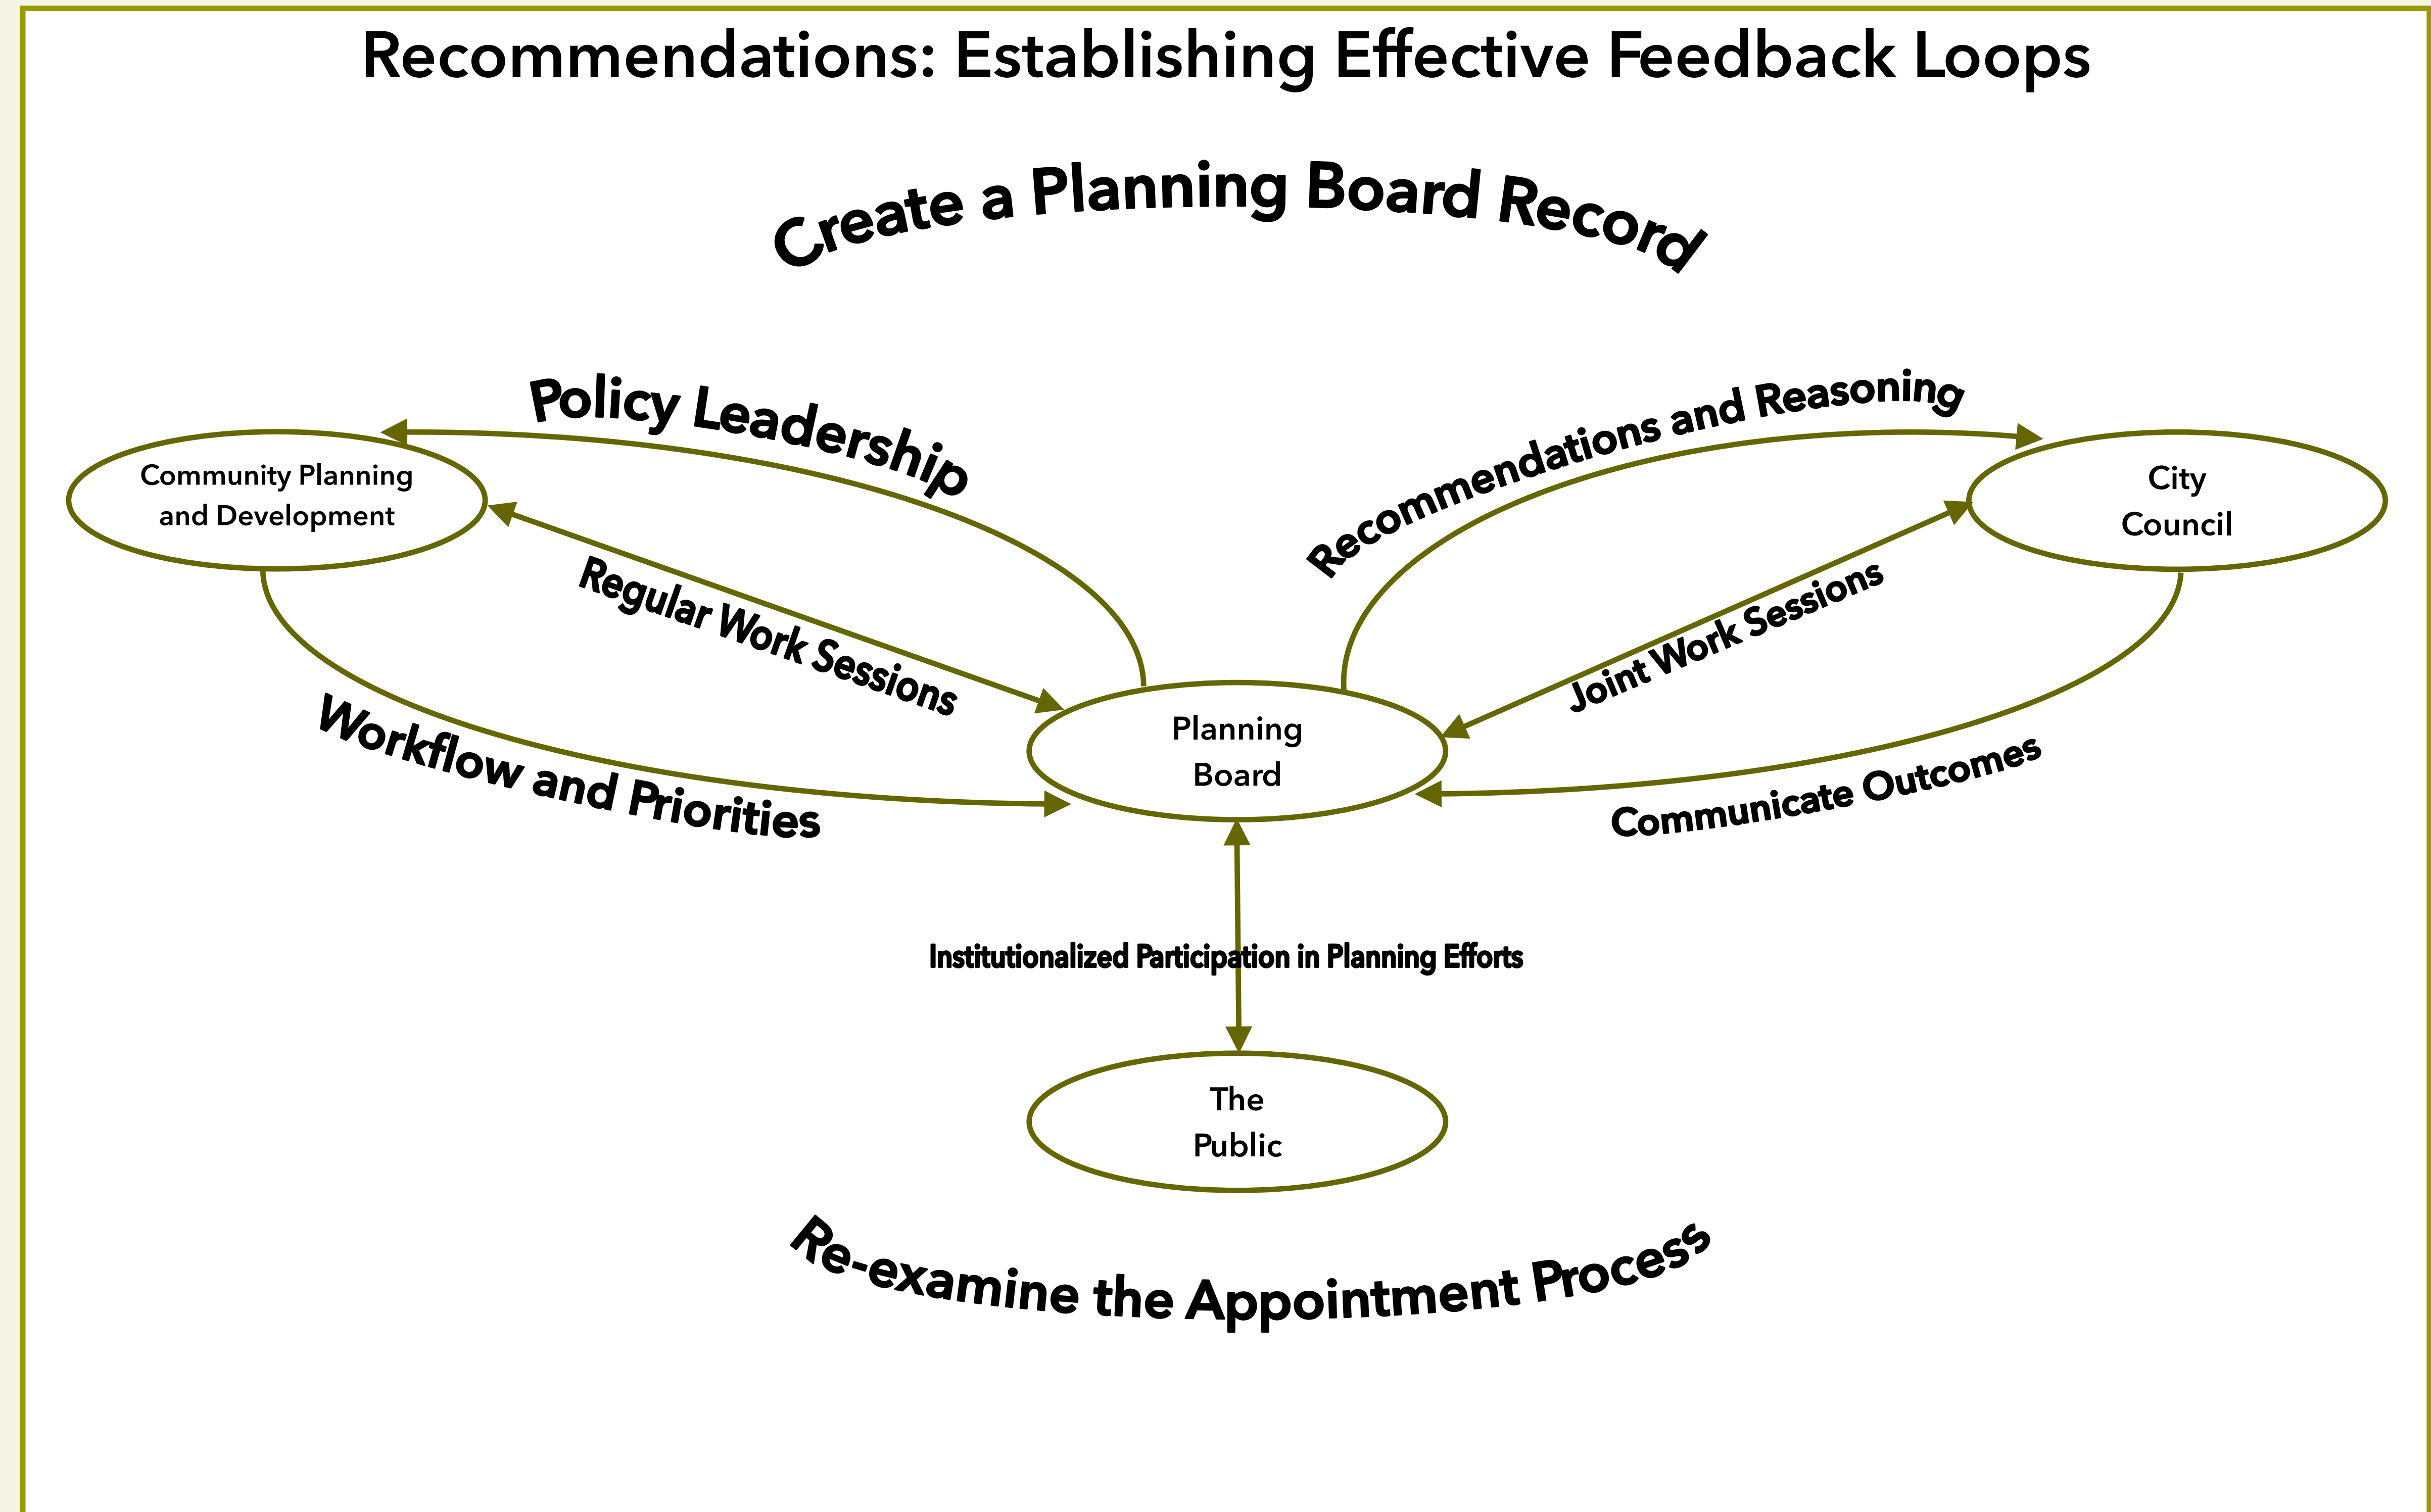 Recommendations: Establishing Effective Feedback Loops
Create a Planning Board Record
Policy Leadership
Recommendations and Reasoning
Community Planning
and Development
City
Council
Regular Work Sessions
Joint Work Sessions
Workflow and Priorities
Planning
Board
Communicate Outcomes
Institutionalized Participation in Planning Efforts
The
Public
Re-examine the Appointment Process